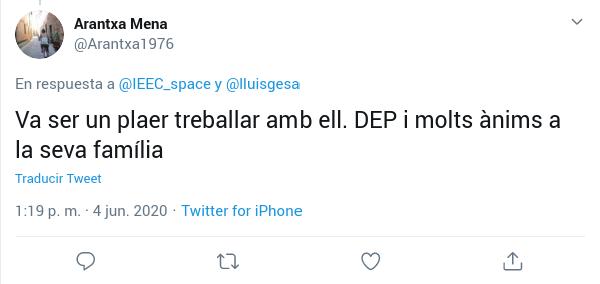 Arantxa Mena
@Arantxa1976
En respuesta a @IEEC_space y @lluisgesa
Va ser un plaer treballar amb ell. DEP i molts ànims a
la seva família
Traducir Tweet
1:19 p. m. · 4 jun. 2020 · Twitter for iPhone